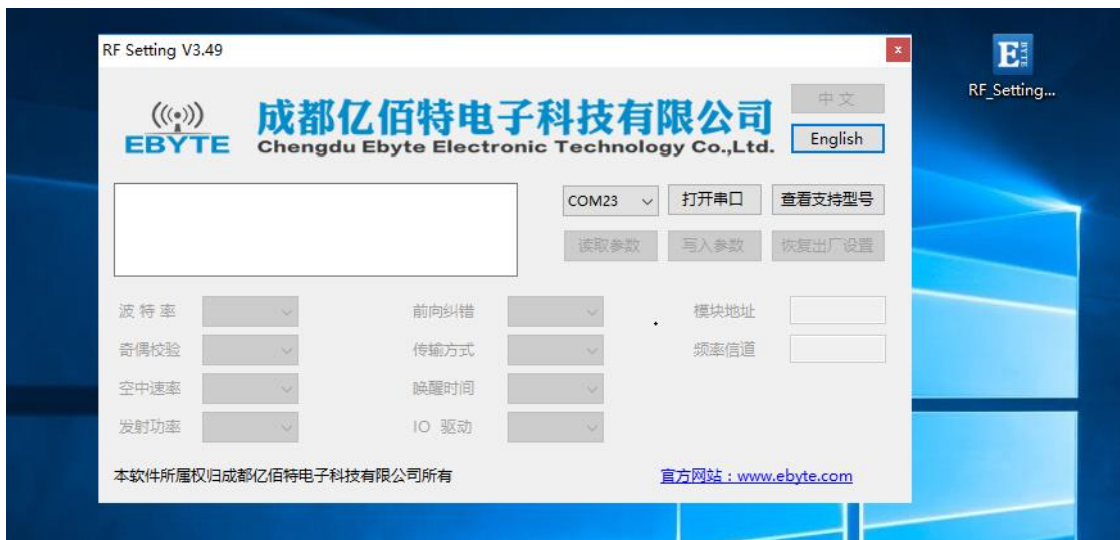 RF Setting V3.49
x
EBYTE
成都亿佰特电子科技有限公司
Chengdu Ebyte Electronic Technology Co.,Ltd.
中 文
English
COM23
打开串口
查看支持型号
读取参数
写入参数
恢复出厂设置
波 特 率
前向纠错
模块地址
奇偶校验
传输方式
频率信道
空中速率
唤醒时间
发射功率
IO 驱动
本软件所属权归成都亿佰特电子科技有限公司所有
官方网站：www.ebyte.com
E BYTE
RF_Setting...